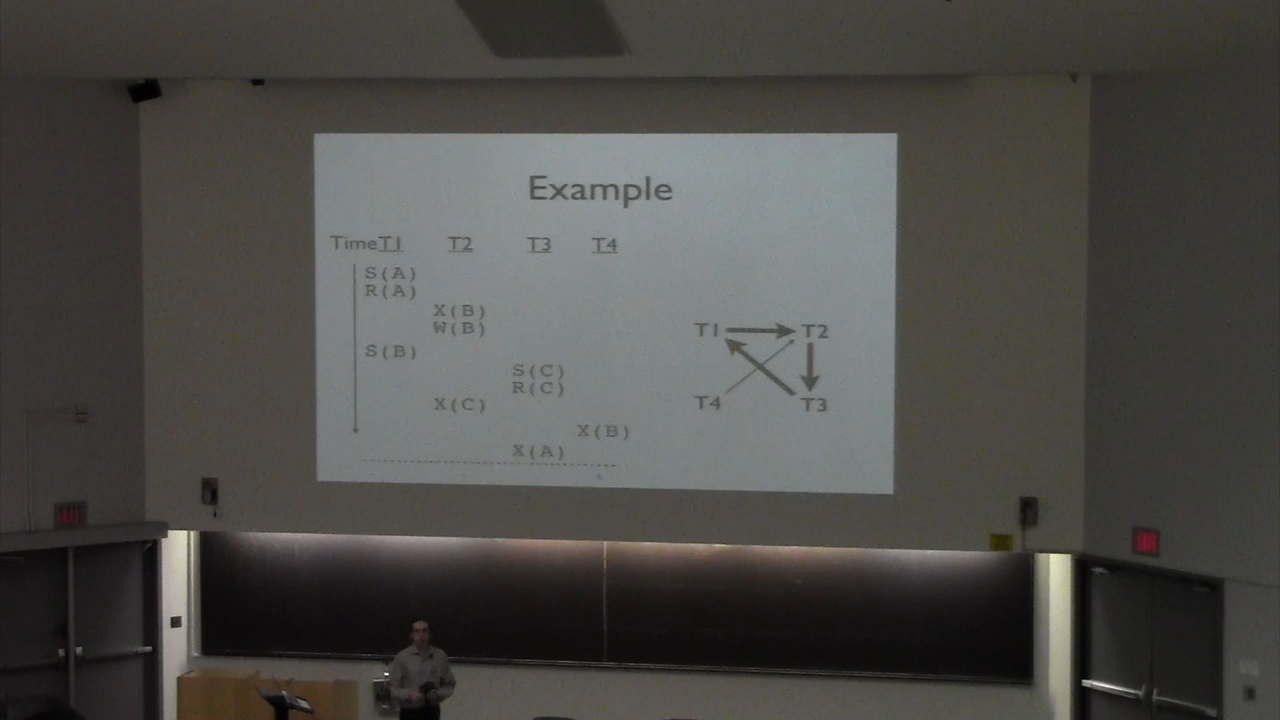 Example
Time T1 T2 T3 T4
S(A)
R(A)
X(B)
W(B)
S(B)
S(C)
R(C)
X(C)
X(B)
X(A)
T1 T2
T4 T3